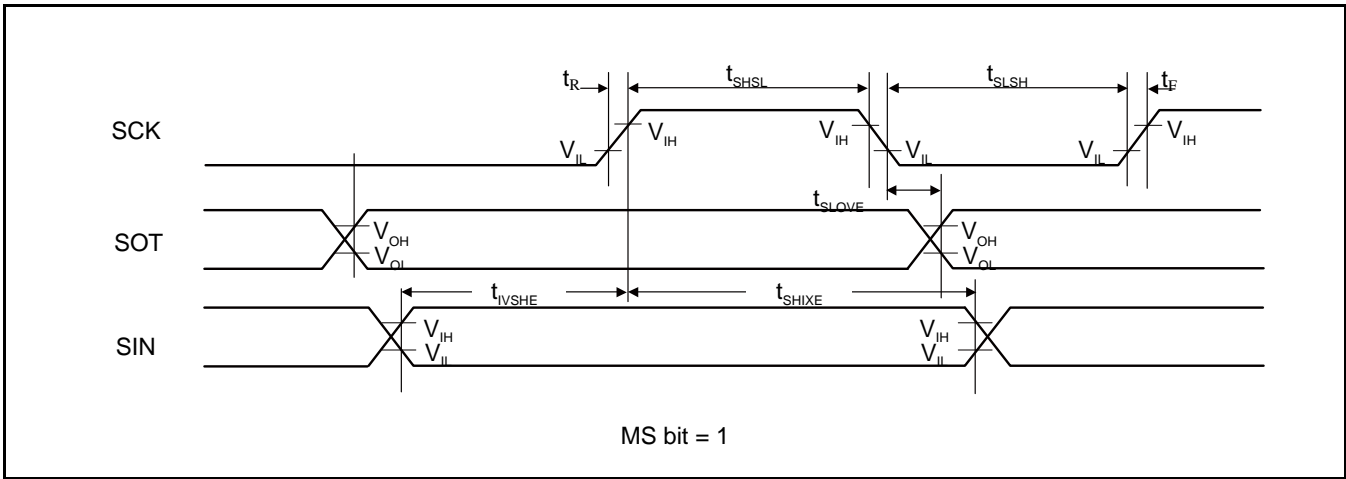 tR tSHSL tSLSH tF
SCK VIH VIH VIH
VIL VIL VIL
tSLOVE
SOT VOH VOH
VOL VOL
tIVSHE tSHIXE
SIN VIH VIH
VIL VIL
MS bit = 1